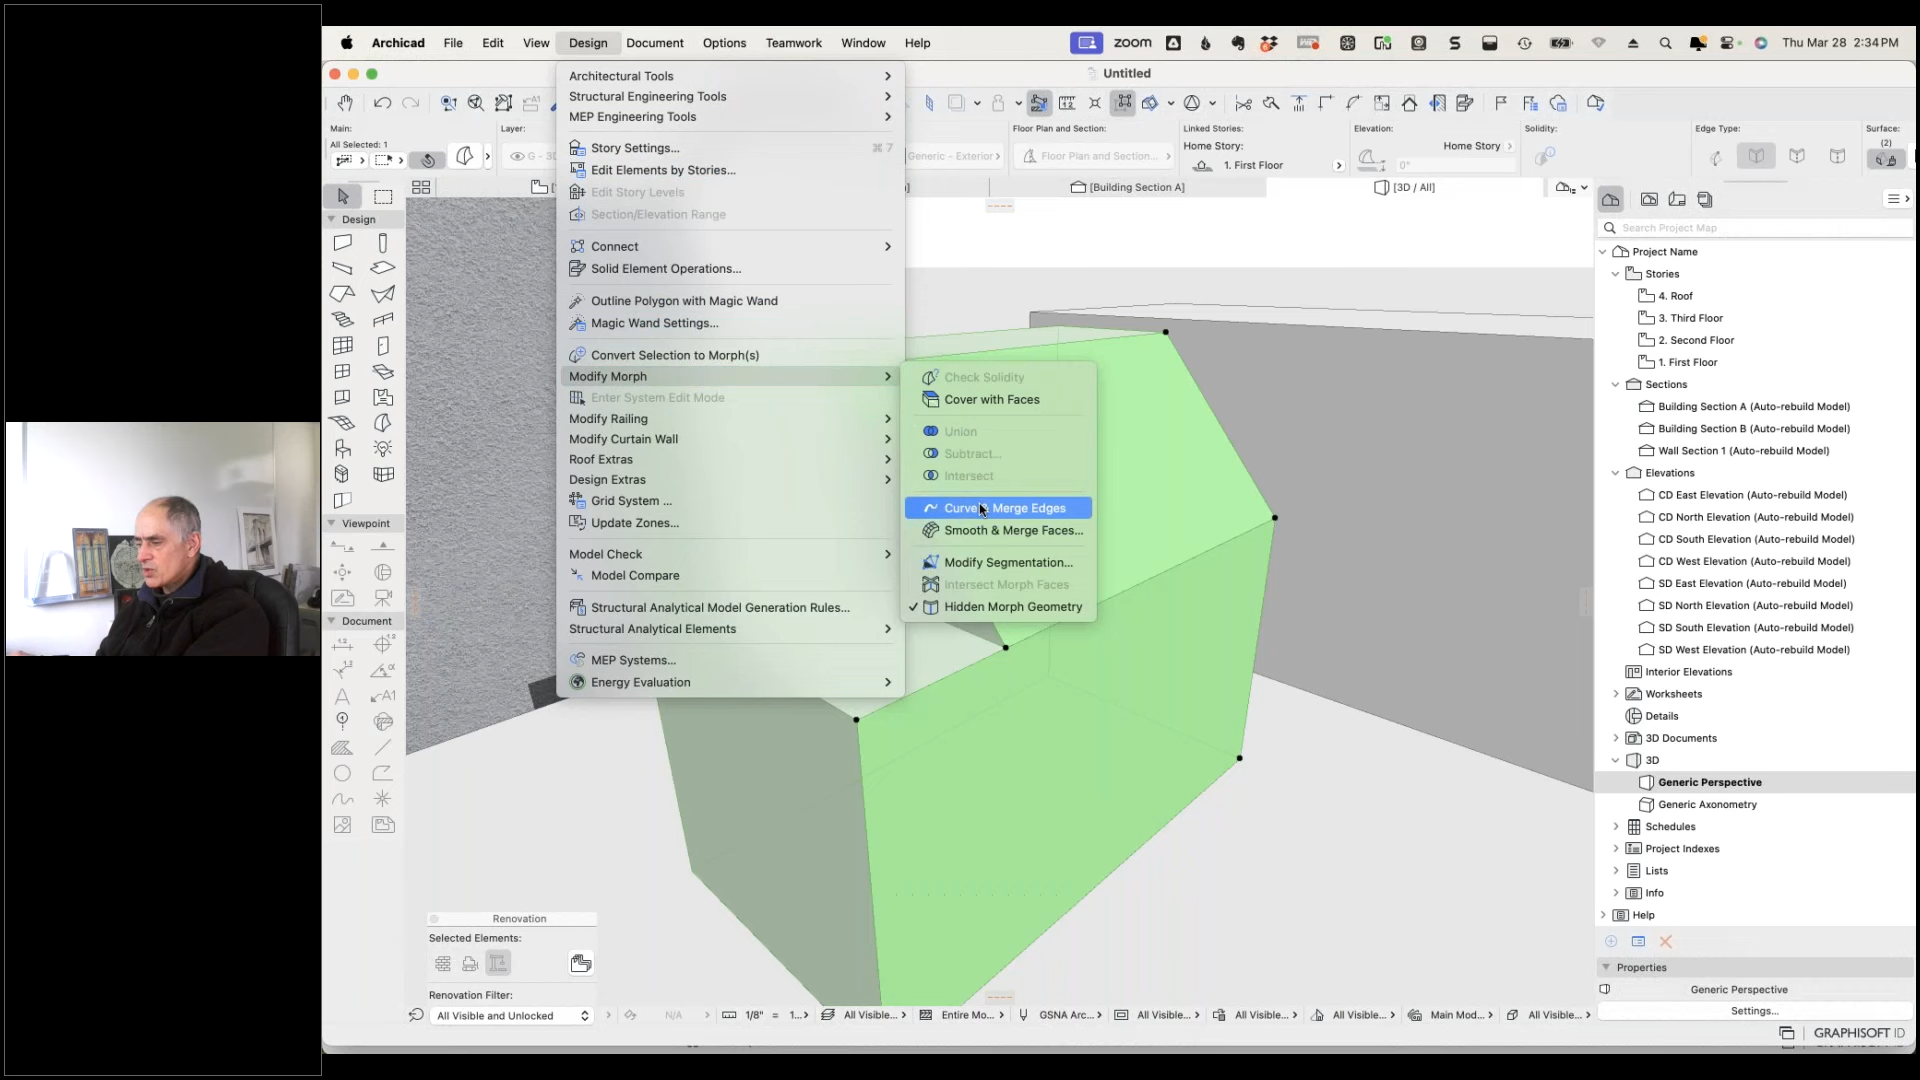 Archicad File Edit View Design Document Options Teamwork Window Help
zoom
Thu Mar 28 2:34 PM
Untitled
Main:
All Selected: 1
Layer:
Generic - Exterior
Floor Plan and Section:
Floor Plan and Section...
Linked Stories:
Home Story:
1. First Floor
Elevation:
Home Story
0"
Solidity:
Edge Type:
Surface:
(2)
[Building Section A]
[3D / All]
Design
Viewpoint
Document
Architectural Tools
Structural Engineering Tools
MEP Engineering Tools
Story Settings... ⌘ 7
Edit Elements by Stories...
Edit Story Levels
Section/Elevation Range
Connect
Solid Element Operations...
Outline Polygon with Magic Wand
Magic Wand Settings...
Convert Selection to Morph(s)
Modify Morph
Enter System Edit Mode
Modify Railing
Modify Curtain Wall
Roof Extras
Design Extras
Grid System ...
Update Zones...
Model Check
Model Compare
Structural Analytical Model Generation Rules...
Structural Analytical Elements
MEP Systems...
Energy Evaluation
Check Solidity
Cover with Faces
Union
Subtract...
Intersect
Curve & Merge Edges
Smooth & Merge Faces...
Modify Segmentation...
Intersect Morph Faces
Hidden Morph Geometry
Renovation
Selected Elements:
Renovation Filter:
All Visible and Unlocked
N/A
1/8" = 1...
All Visible...
Entire Mo...
GSNA Arc...
All Visible...
All Visible...
All Visible...
Main Mod...
All Visible...
Search Project Map
Project Name
Stories
4. Roof
3. Third Floor
2. Second Floor
1. First Floor
Sections
Building Section A (Auto-rebuild Model)
Building Section B (Auto-rebuild Model)
Wall Section 1 (Auto-rebuild Model)
Elevations
CD East Elevation (Auto-rebuild Model)
CD North Elevation (Auto-rebuild Model)
CD South Elevation (Auto-rebuild Model)
CD West Elevation (Auto-rebuild Model)
SD East Elevation (Auto-rebuild Model)
SD North Elevation (Auto-rebuild Model)
SD South Elevation (Auto-rebuild Model)
SD West Elevation (Auto-rebuild Model)
Interior Elevations
Worksheets
Details
3D Documents
3D
Generic Perspective
Generic Axonometry
Schedules
Project Indexes
Lists
Info
Help
Properties
Generic Perspective
Settings...
GRAPHISOFT ID